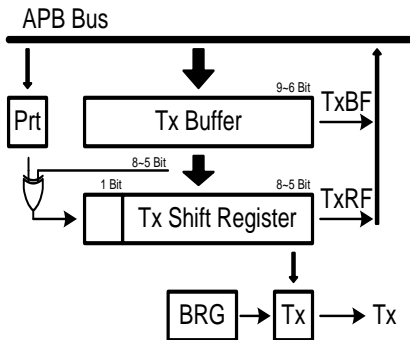 APB Bus
9~6 Bit
TxBF
Prt
Tx Buffer
8~5 Bit
1 Bit
8~5 Bit
TxRF
Tx Shift Register
BRG
Tx
Tx